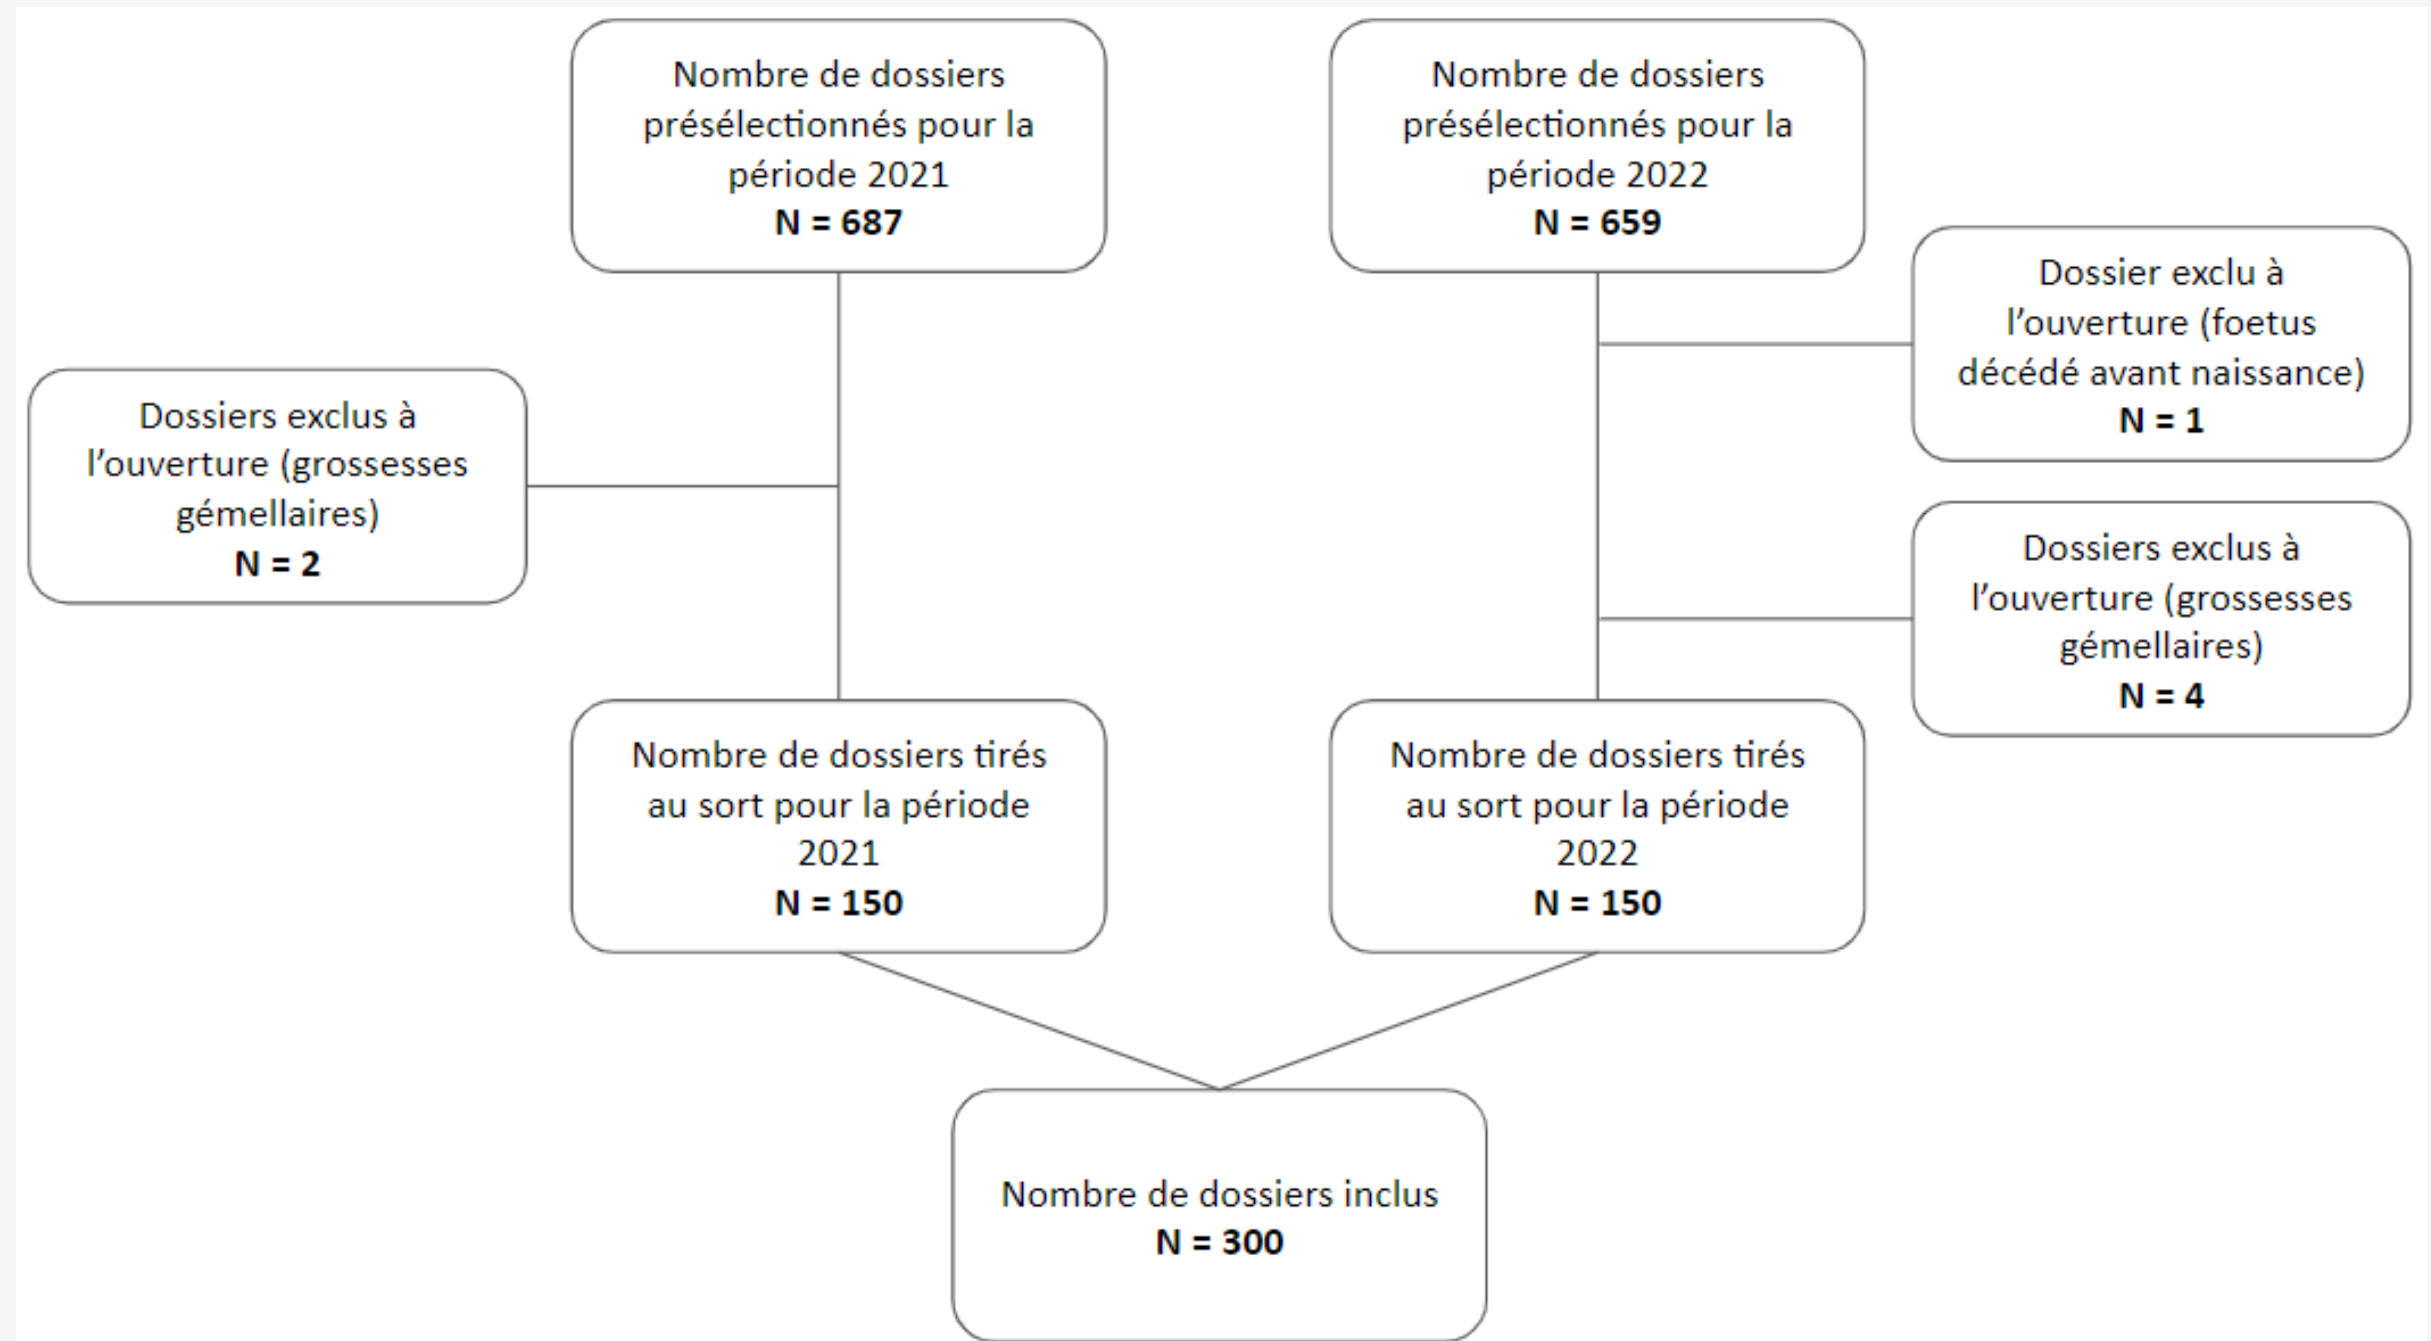 Nombre de dossiers
présélectionnés pour la
période 2021
N = 687
Nombre de dossiers
présélectionnés pour la
période 2022
N = 659
Dossier exclu à
l'ouverture (foetus
décédé avant naissance)
N = 1
Dossiers exclus à
l'ouverture (grossesses
gémellaires)
N = 2
Dossiers exclus à
l'ouverture (grossesses
gémellaires)
N = 4
Nombre de dossiers tirés
au sort pour la période
2021
N = 150
Nombre de dossiers tirés
au sort pour la période
2022
N = 150
Nombre de dossiers inclus
N = 300